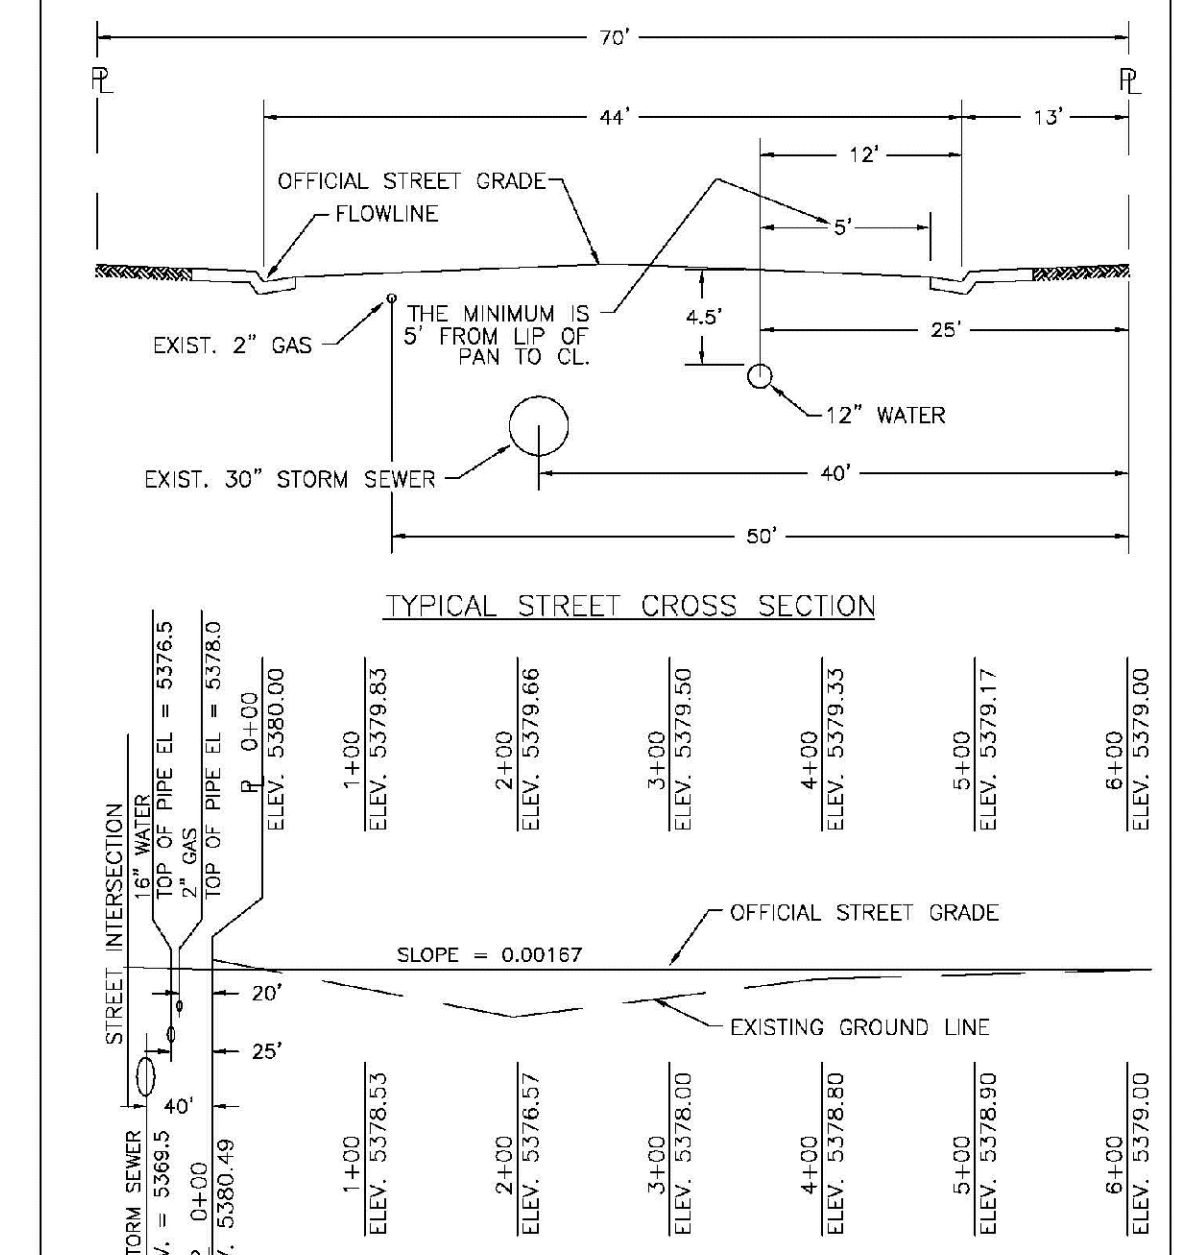 70'
PL
PL
44'
13'
12'
OFFICIAL STREET GRADE
FLOWLINE
5'
THE MINIMUM IS
5' FROM LIP OF
PAN TO CL.
4.5'
25'
EXIST. 2" GAS
12" WATER
EXIST. 30" STORM SEWER
40'
50'
TYPICAL STREET CROSS SECTION
STREET INTERSECTION
16" WATER
TOP OF PIPE EL = 5376.5
2" GAS
TOP OF PIPE EL = 5378.0
PL 0+00
ELEV. 5380.00
1+00
ELEV. 5379.83
2+00
ELEV. 5379.66
3+00
ELEV. 5379.50
4+00
ELEV. 5379.33
5+00
ELEV. 5379.17
6+00
ELEV. 5379.00
OFFICIAL STREET GRADE
SLOPE = 0.00167
20'
EXISTING GROUND LINE
25'
40'
TORM SEWER
V. = 5369.5
0+00
V. 5380.49
1+00
ELEV. 5378.53
2+00
ELEV. 5376.57
3+00
ELEV. 5378.00
4+00
ELEV. 5378.80
5+00
ELEV. 5378.90
6+00
ELEV. 5379.00